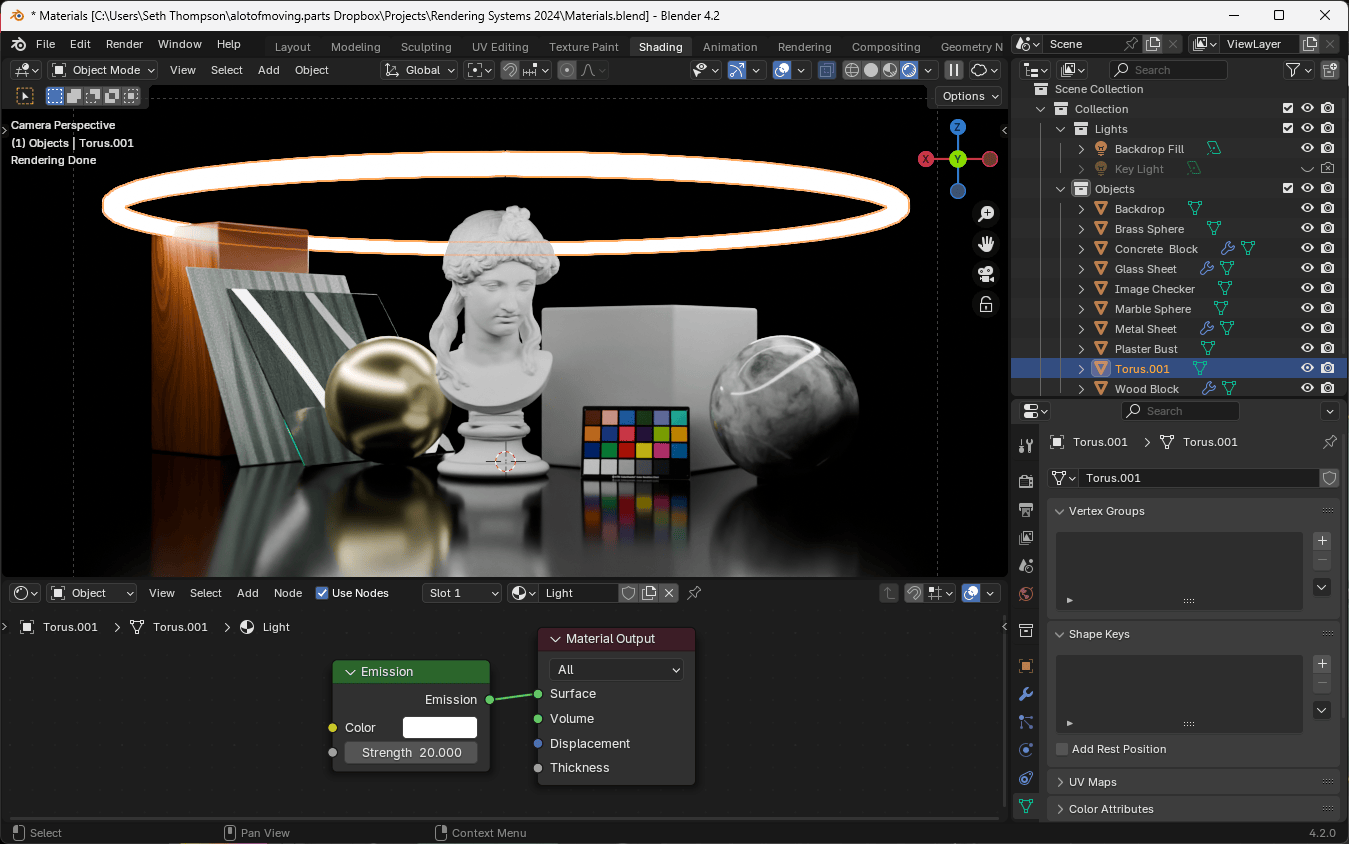 * Materials [C:\Users\Seth Thompson\alotofmoving.parts Dropbox\Projects\Rendering Systems 2024\Materials.blend] - Blender 4.2
File Edit Render Window Help Layout Modeling Sculpting UV Editing Texture Paint Shading Animation Rendering Compositing Geometry N Scene ViewLayer
Object Mode View Select Add Object Global Search
Options
Camera Perspective
(1) Objects | Torus.001
Rendering Done
Z
X
Y
Scene Collection
Collection
Lights
Backdrop Fill
Key Light
Objects
Backdrop
Brass Sphere
Concrete Block
Glass Sheet
Image Checker
Marble Sphere
Metal Sheet
Plaster Bust
Torus.001
Wood Block
Search
Torus.001 Torus.001
Torus.001
Vertex Groups
Shape Keys
Add Rest Position
UV Maps
Color Attributes
Object View Select Add Node Use Nodes Slot 1 Light
Torus.001 Torus.001 Light
Material Output
All
Surface
Volume
Displacement
Thickness
Emission
Emission
Color
Strength 20.000
Select Pan View Context Menu 4.2.0